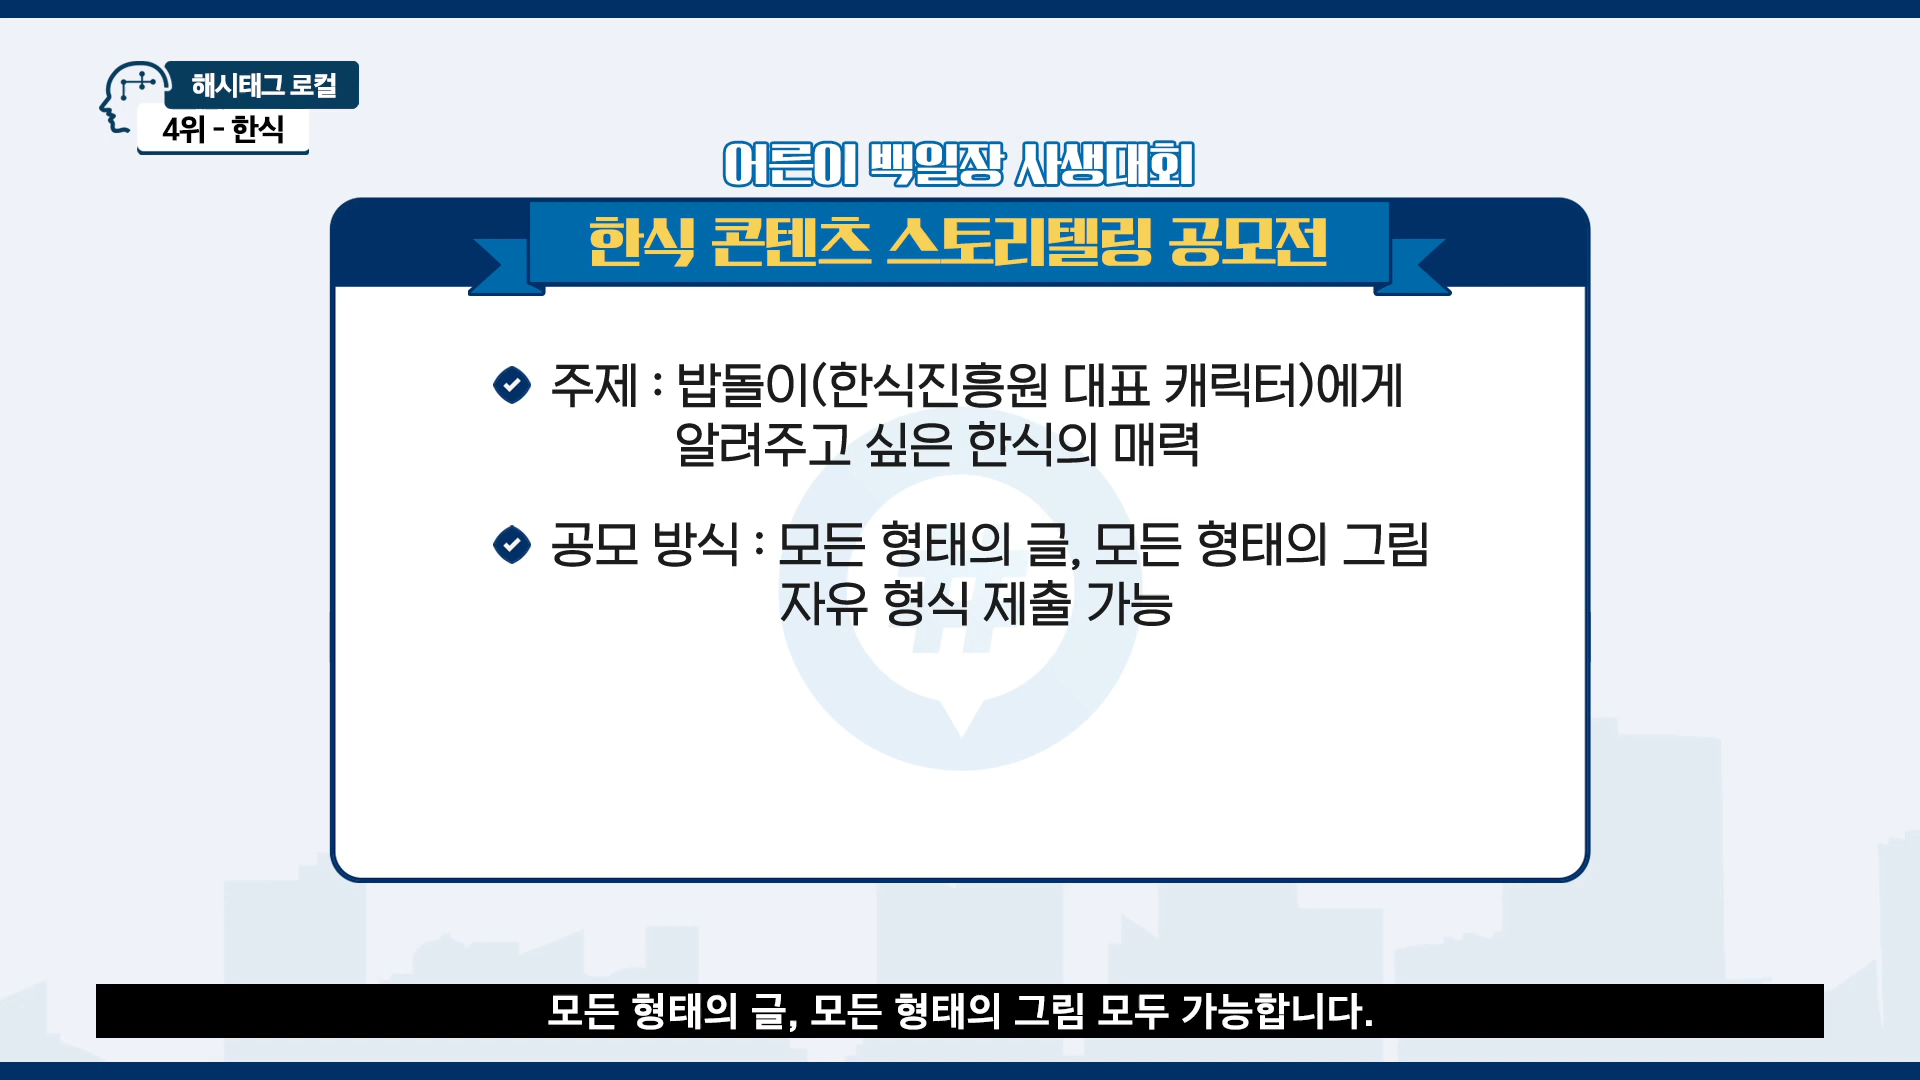 해시태그 로컬
4위 - 한식
어른이 백일장 사생대회
한식 콘텐츠 스토리텔링 공모전
주제 : 밥돌이(한식진흥원 대표 캐릭터)에게
알려주고 싶은 한식의 매력
공모 방식 : 모든 형태의 글, 모든 형태의 그림
자유 형식 제출 가능
#
모든 형태의 글, 모든 형태의 그림 모두 가능합니다.